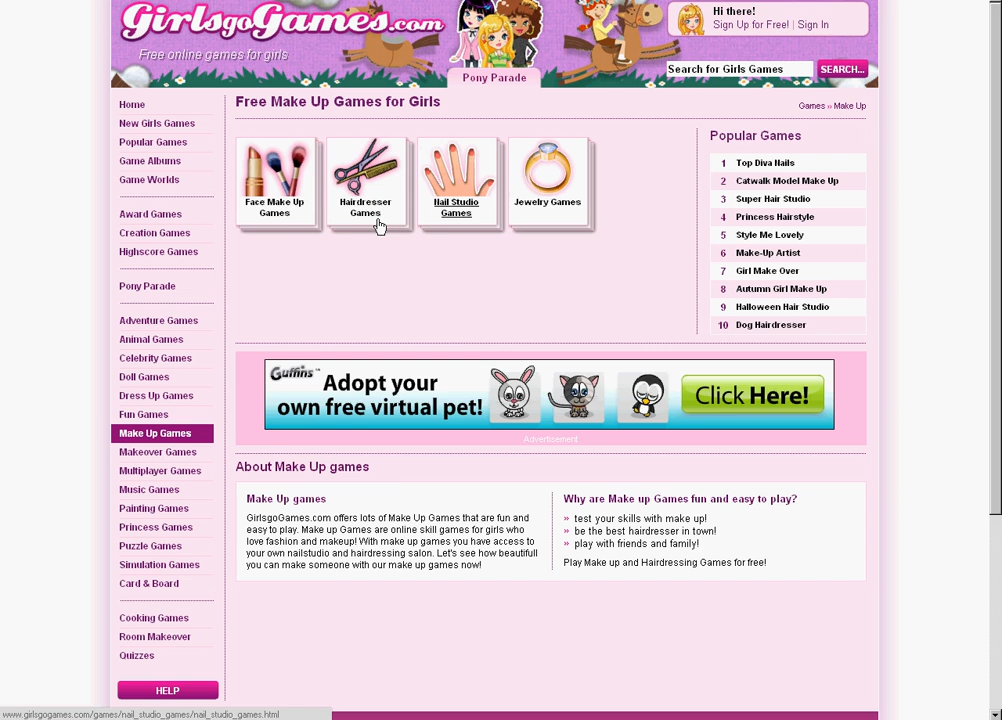 GirlsgoGames.com
Free online games for girls
Hi there!
Sign Up for Free! | Sign In
Pony Parade
Search for Girls Games
SEARCH...
Home
New Girls Games
Popular Games
Game Albums
Game Worlds
Award Games
Creation Games
Highscore Games
Pony Parade
Adventure Games
Animal Games
Celebrity Games
Doll Games
Dress Up Games
Fun Games
Make Up Games
Makeover Games
Multiplayer Games
Music Games
Painting Games
Princess Games
Puzzle Games
Simulation Games
Card & Board
Cooking Games
Room Makeover
Quizzes
HELP
Free Make Up Games for Girls
Games » Make Up
Face Make Up
Games
Hairdresser
Games
Nail Studio
Games
Jewelry Games
Popular Games
1 Top Diva Nails
2 Catwalk Model Make Up
3 Super Hair Studio
4 Princess Hairstyle
5 Style Me Lovely
6 Make-Up Artist
7 Girl Make Over
8 Autumn Girl Make Up
9 Halloween Hair Studio
10 Dog Hairdresser
Guffins™
Adopt your
own free virtual pet!
Click Here!
Advertisement
About Make Up games
Make Up games
GirlsgoGames.com offers lots of Make Up Games that are fun and
easy to play. Make up Games are online skill games for girls who
love fashion and makeup! With make up games you have access to
your own nailstudio and hairdressing salon. Let's see how beautifull
you can make someone with our make up games now!
Why are Make up Games fun and easy to play?
» test your skills with make up!
» be the best hairdresser in town!
» play with friends and family!
Play Make up and Hairdressing Games for free!
www.girlsgogames.com/games/nail_studio_games/nail_studio_games.html